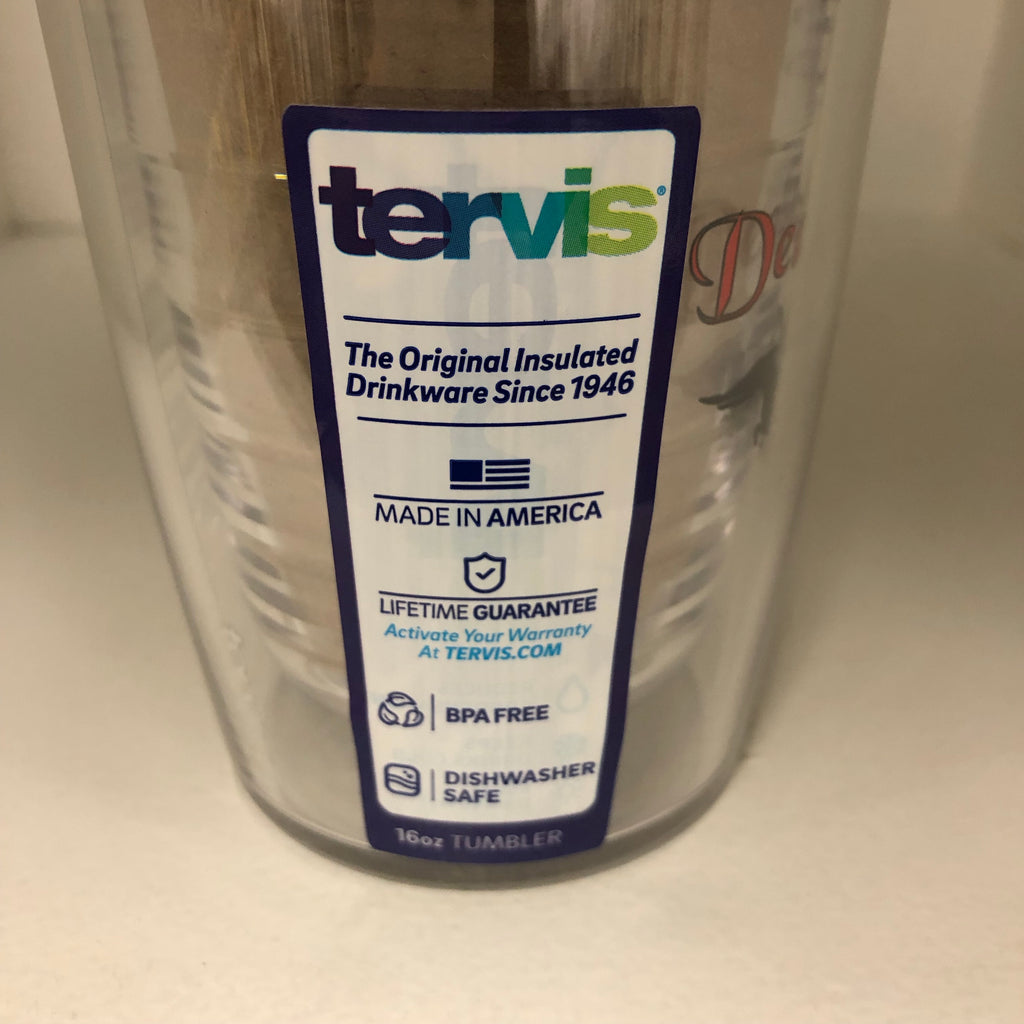 tervis®
The Original Insulated
Drinkware Since 1946
MADE IN AMERICA
LIFETIME GUARANTEE
Activate Your Warranty
At TERVIS.COM
BPA FREE
DISHWASHER
SAFE
16oz TUMBLER